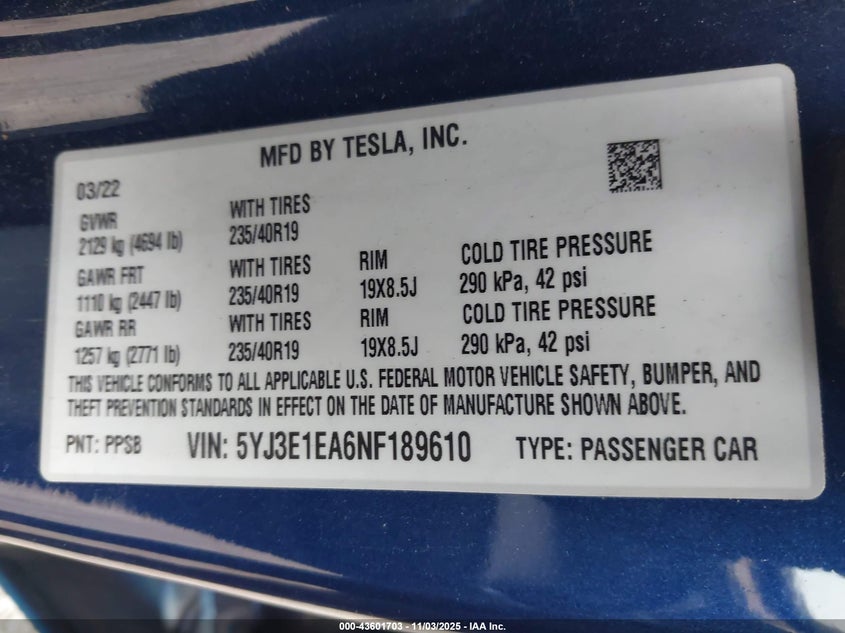 MFD BY TESLA, INC.
03/22
GVWR WITH TIRES
2129 kg (4694 lb) 235/40R19
GAWR FRT WITH TIRES RIM COLD TIRE PRESSURE
1110 kg (2447 lb) 235/40R19 19X8.5J 290 kPa, 42 psi
GAWR RR WITH TIRES RIM COLD TIRE PRESSURE
1257 kg (2771 lb) 235/40R19 19X8.5J 290 kPa, 42 psi
THIS VEHICLE CONFORMS TO ALL APPLICABLE U.S. FEDERAL MOTOR VEHICLE SAFETY, BUMPER, AND
THEFT PREVENTION STANDARDS IN EFFECT ON THE DATE OF MANUFACTURE SHOWN ABOVE.
PNT: PPSB VIN: 5YJ3E1EA6NF189610 TYPE: PASSENGER CAR
000-43601703 - 11/03/2025 - IAA Inc.